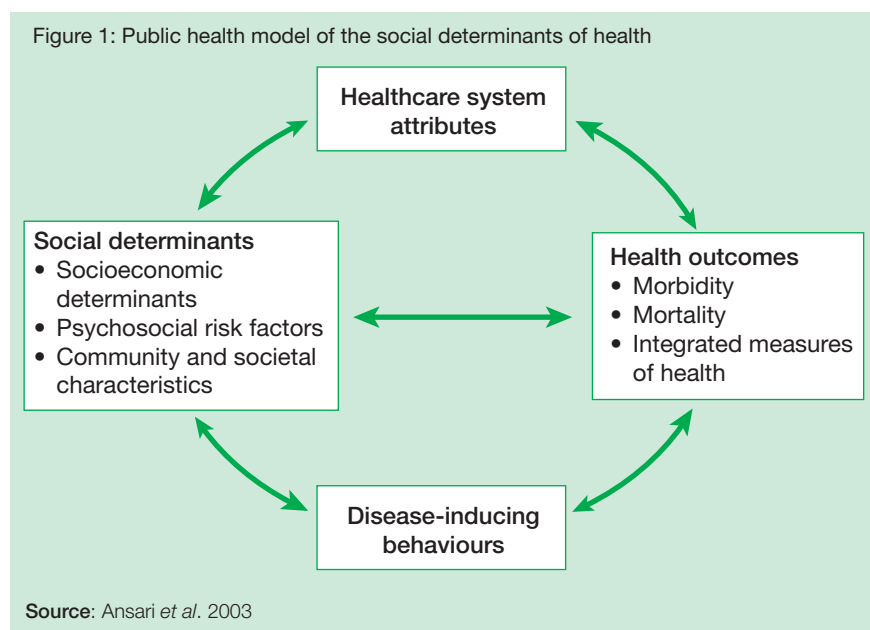 Figure 1: Public health model of the social determinants of health
Healthcare system
attributes
Social determinants
• Socioeconomic
determinants
• Psychosocial risk factors
• Community and societal
characteristics
Health outcomes
• Morbidity
• Mortality
• Integrated measures
of health
Disease-inducing
behaviours
Source: Ansari et al. 2003